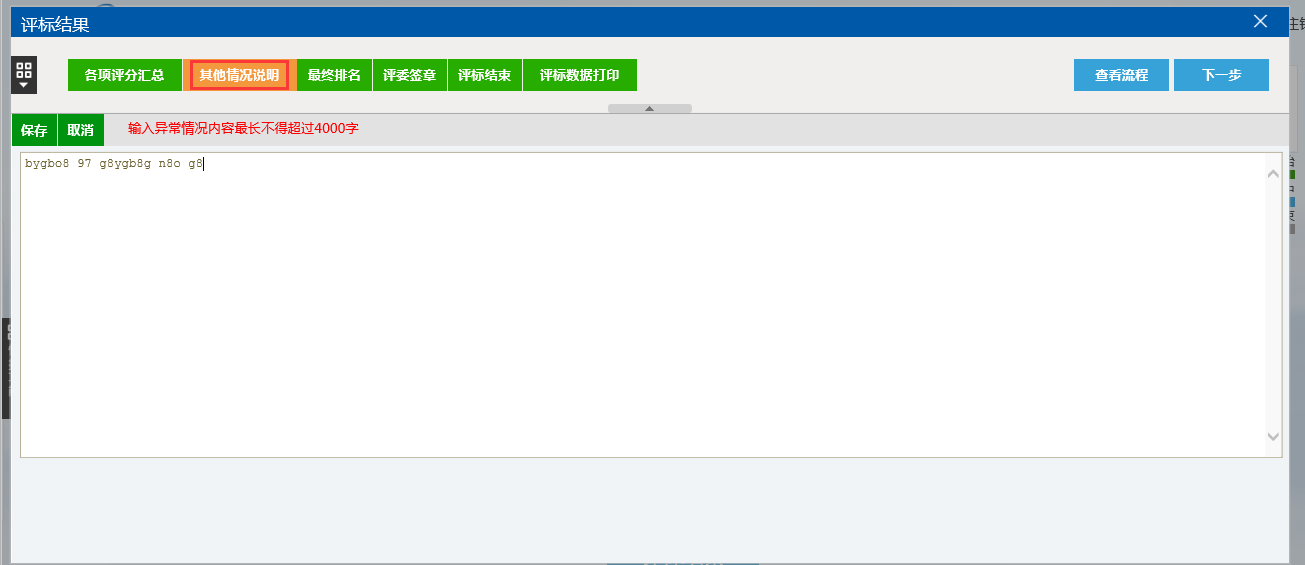 评标结果
各项评分汇总 其他情况说明 最终排名 评委签章 评标结束 评标数据打印 查看流程 下一步
保存 取消 输入异常情况内容最长不得超过4000字
bygbo8 97 g8ygb8g n8o g8